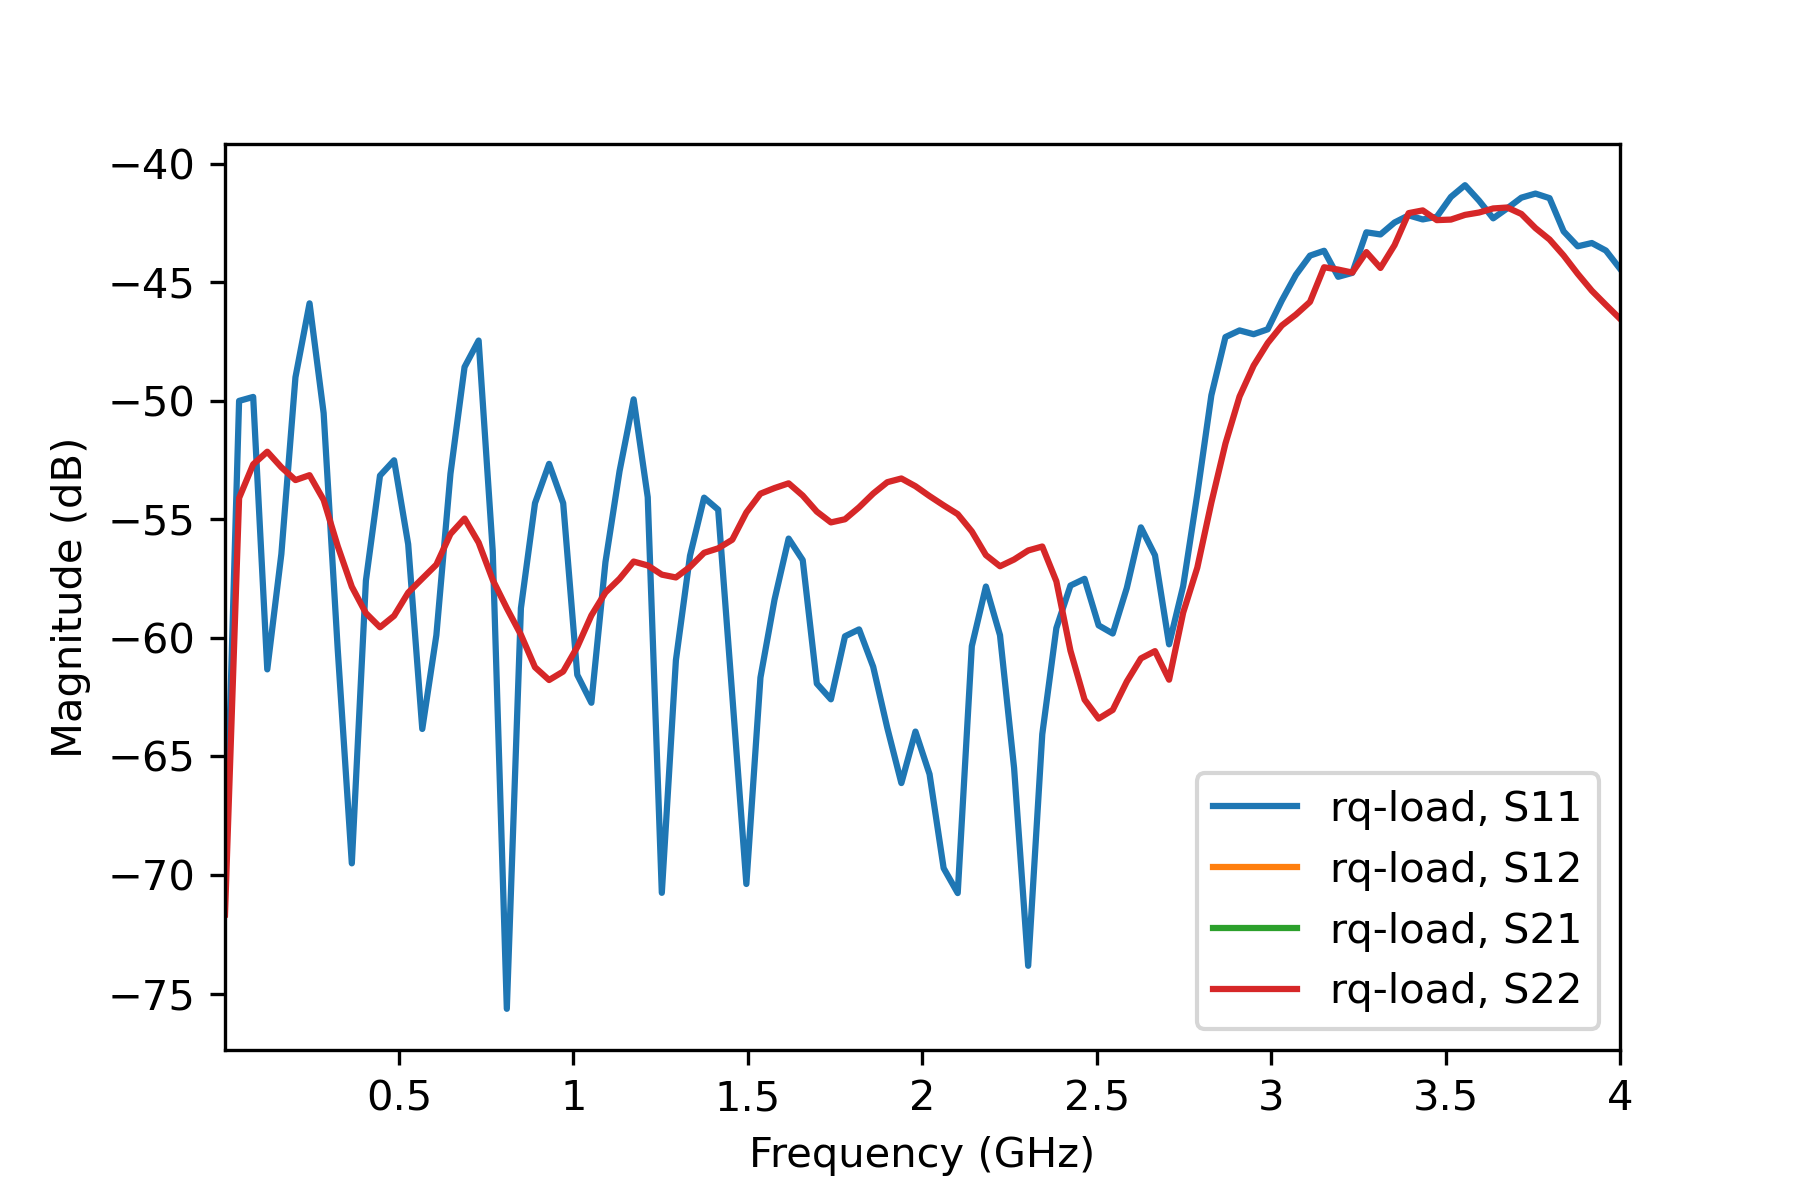 −40
−45
−50
−55
−60
−65
−70
−75
Magnitude (dB)
rq-load, S11
rq-load, S12
rq-load, S21
rq-load, S22
0.5 1 1.5 2 2.5 3 3.5 4
Frequency (GHz)